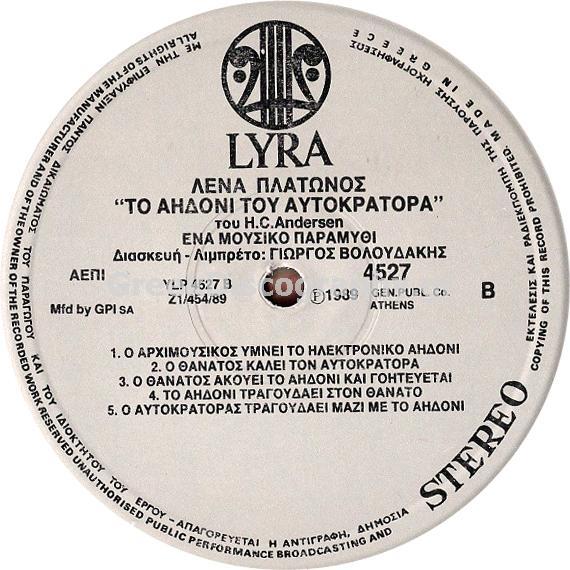 LYRA
ΛΕΝΑ ΠΛΑΤΩΝΟΣ
“ΤΟ ΑΗΔΟΝΙ ΤΟΥ ΑΥΤΟΚΡΑΤΟΡΑ”
του H.C.Andersen
ΕΝΑ ΜΟΥΣΙΚΟ ΠΑΡΑΜΥΘΙ
Διασκευή - Λιμπρέτο: ΓΙΩΡΓΟΣ ΒΟΛΟΥΔΑΚΗΣ
ΑΕΠΙ
YLP 4527 B
4527
Mfd by GPI SA
Z1/454/89
Ⓟ1989
GEN.PUBL. Co.
ATHENS
B
1. Ο ΑΡΧΙΜΟΥΣΙΚΟΣ ΥΜΝΕΙ ΤΟ ΗΛΕΚΤΡΟΝΙΚΟ ΑΗΔΟΝΙ
2. Ο ΘΑΝΑΤΟΣ ΚΑΛΕΙ ΤΟΝ ΑΥΤΟΚΡΑΤΟΡΑ
3. Ο ΘΑΝΑΤΟΣ ΑΚΟΥΕΙ ΤΟ ΑΗΔΟΝΙ ΚΑΙ ΓΟΗΤΕΥΕΤΑΙ
4. ΤΟ ΑΗΔΟΝΙ ΤΡΑΓΟΥΔΑΕΙ ΣΤΟΝ ΘΑΝΑΤΟ
5. Ο ΑΥΤΟΚΡΑΤΟΡΑΣ ΤΡΑΓΟΥΔΑΕΙ ΜΑΖΙ ΜΕ ΤΟ ΑΗΔΟΝΙ
STEREO
ΜΕ ΤΗΝ ΕΠΙΦΥΛΑΞΙΝ ΠΑΝΤΟΣ ΔΙΚΑΙΩΜΑΤΟΣ ΤΟΥ ΠΑΡΑΓΩΓΟΥ ΚΑΙ ΤΟΥ ΙΔΙΟΚΤΗΤΟΥ ΤΟΥ ΕΡΓΟΥ - ΑΠΑΓΟΡΕΥΕΤΑΙ Η ΑΝΤΙΓΡΑΦΗ, ΔΗΜΟΣΙΑ ΕΚΤΕΛΕΣΙΣ ΚΑΙ ΡΑΔΙΕΚΠΟΜΠΗ ΤΗΣ ΠΑΡΟΥΣΗΣ ΗΧΟΓΡΑΦΗΣΕΩΣ
ALL RIGHTS OF THE MANUFACTURER AND OF THE OWNER OF THE RECORDED WORK RESERVED UNAUTHORISED PUBLIC PERFORMANCE BROADCASTING AND COPYING OF THIS RECORD PROHIBITED. MADE IN GREECE